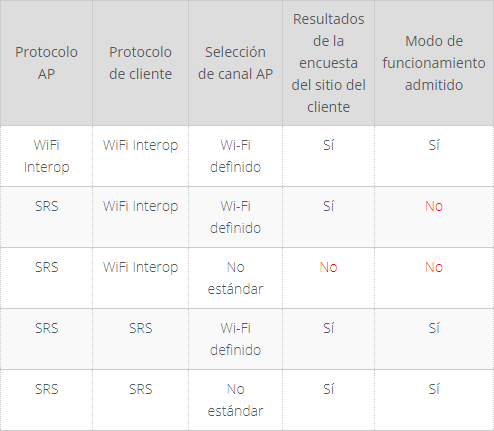 Protocolo AP	Protocolo de cliente	Selección de canal AP	Resultados de la encuesta del sitio del cliente	Modo de funcionamiento admitido
WiFi Interop	WiFi Interop	Wi-Fi definido	Sí	Sí
SRS	WiFi Interop	Wi-Fi definido	Sí	No
SRS	WiFi Interop	No estándar	No	No
SRS	SRS	Wi-Fi definido	Sí	Sí
SRS	SRS	No estándar	Sí	Sí